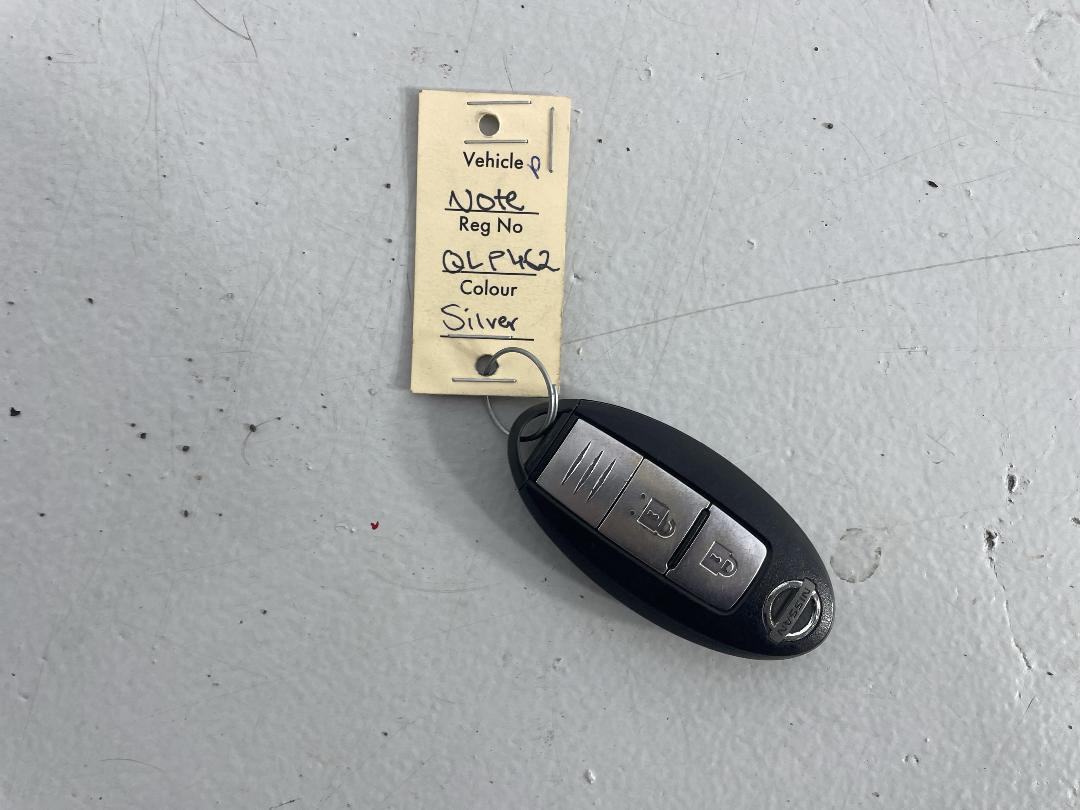 Vehicle p
Note
Reg No
QLP462
Colour
Silver
NISSAN